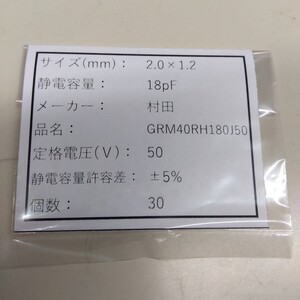 サイズ(mm)： 2.0×1.2
静電容量： 18pF
メーカー： 村田
品名： GRM40RH180J50
定格電圧(V)： 50
静電容量許容差： ±5%
個数： 30